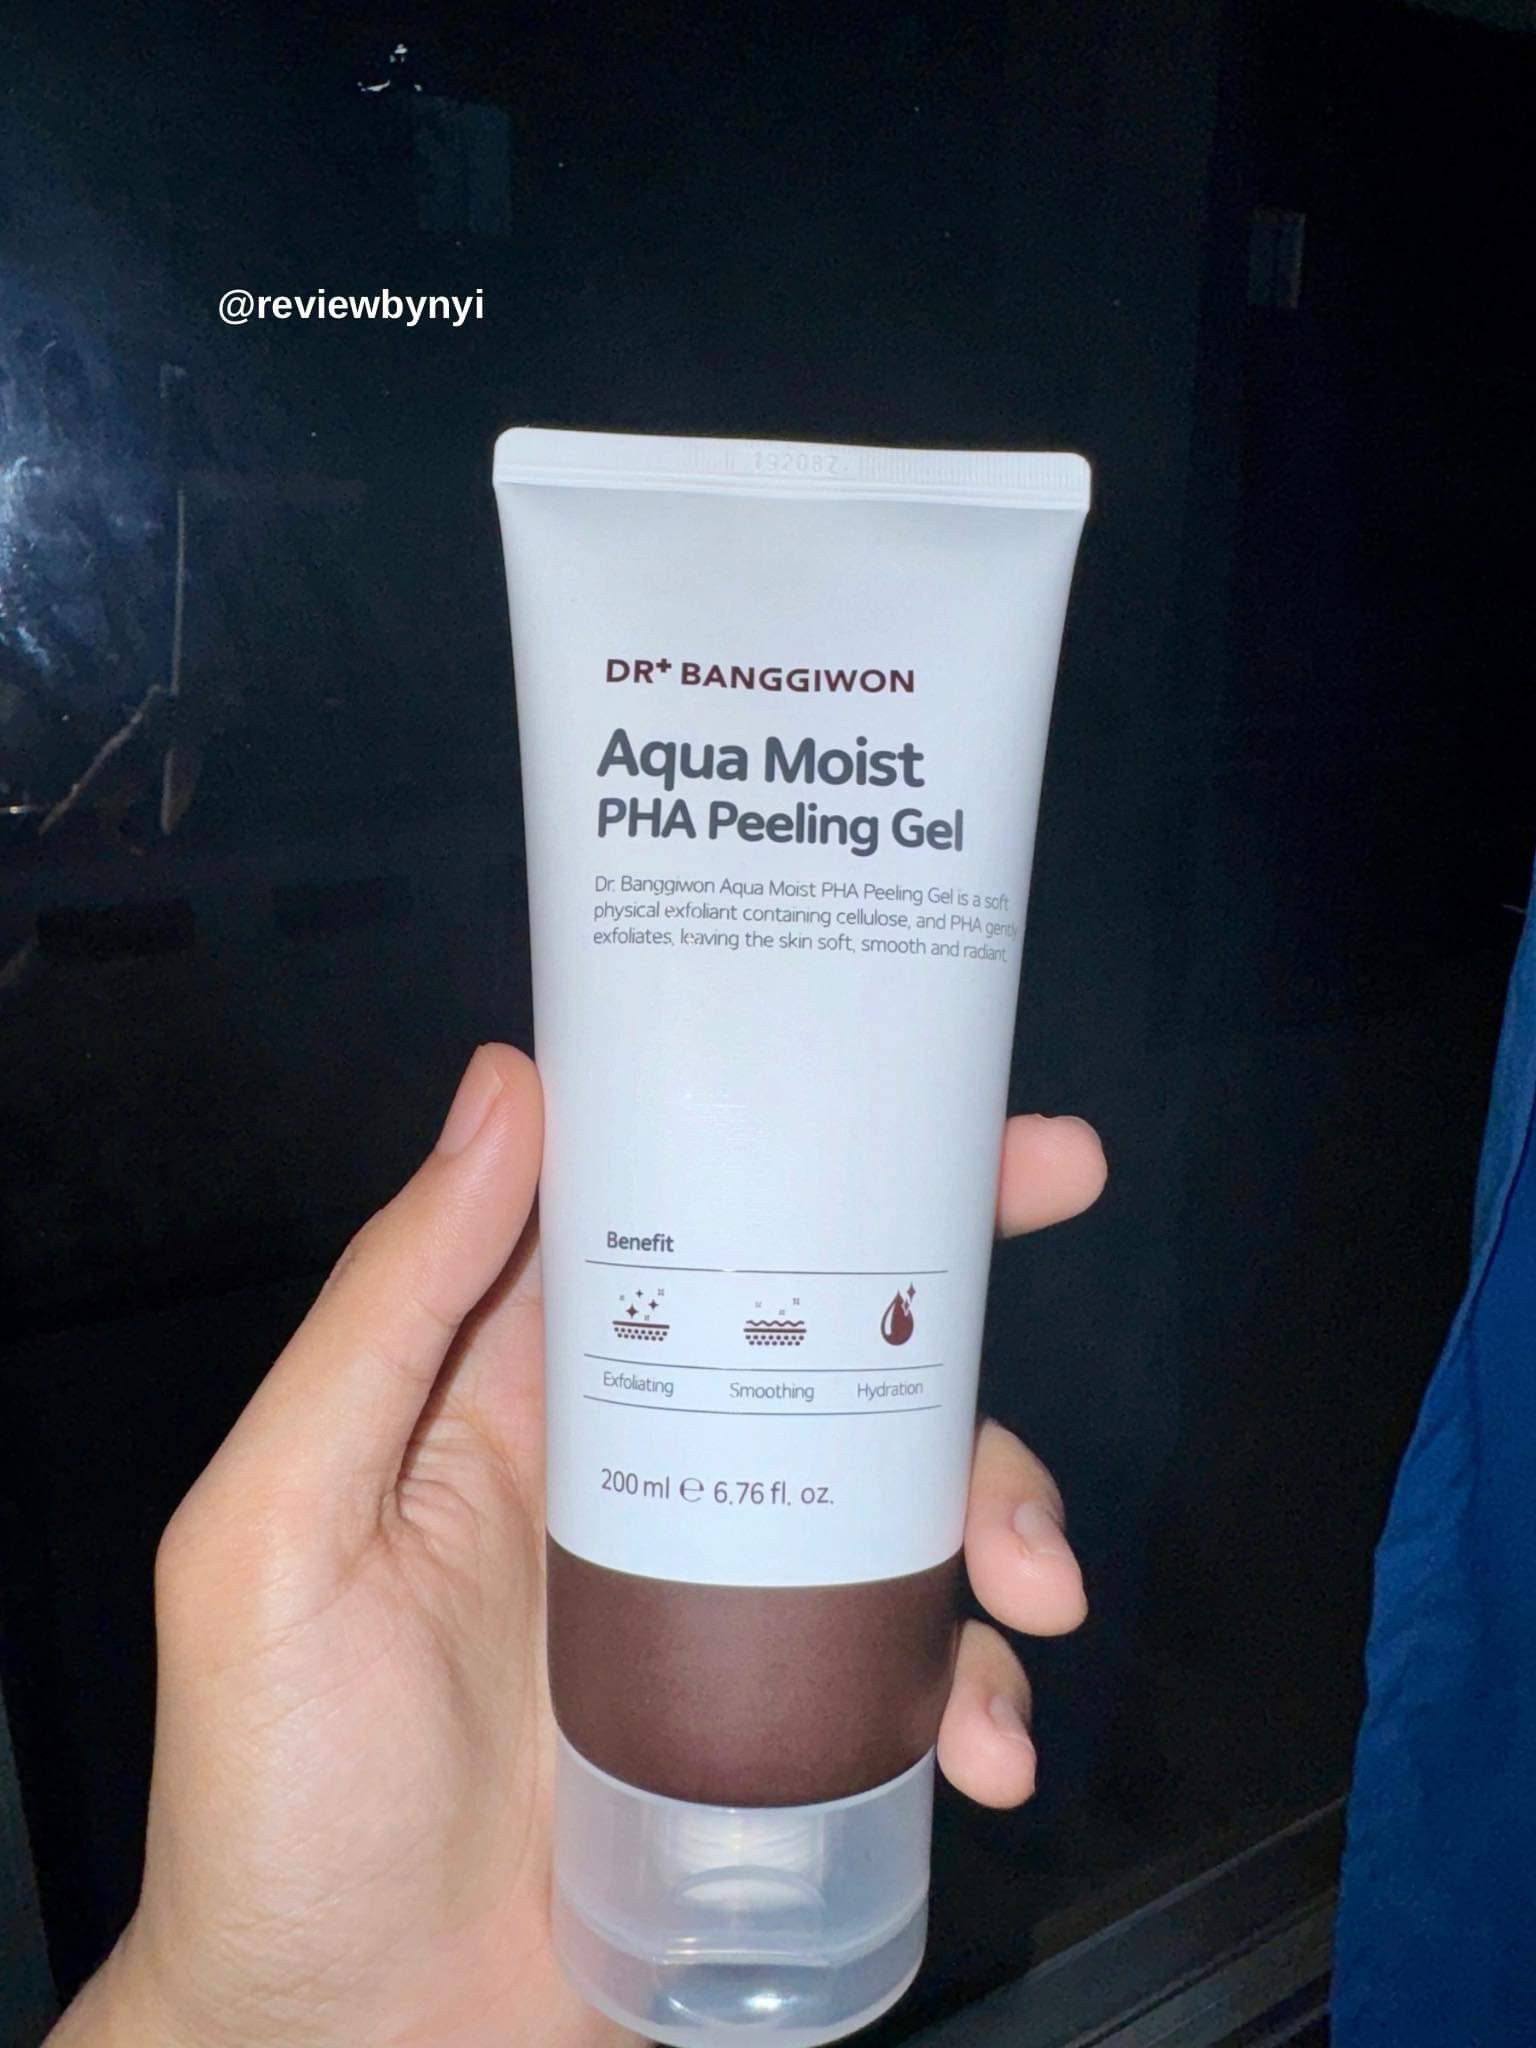 @reviewbynyi
DR+ BANGGIWON
Aqua Moist
PHA Peeling Gel
Dr. Banggiwon Aqua Moist PHA Peeling Gel is a soft
physical exfoliant containing cellulose, and PHA gently
exfoliates, leaving the skin soft, smooth and radiant.
Benefit
Exfoliating Smoothing Hydration
200 ml ℮ 6.76 fl. oz.